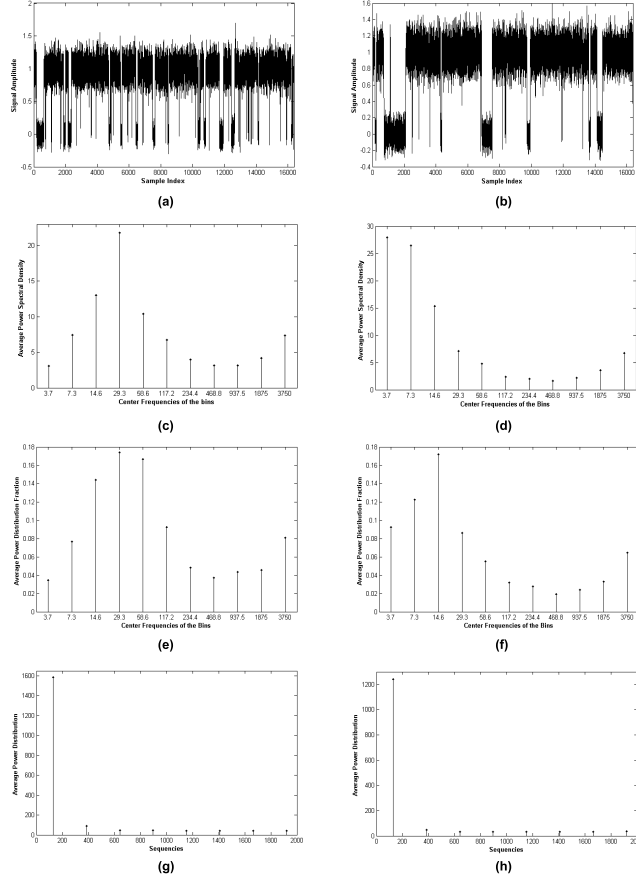 2
1.5
1
0.5
0
-0.5
0 2000 4000 6000 8000 10000 12000 14000 16000
Signal Amplitude
Sample Index
(a)
1.6
1.4
1.2
1.0
0.8
0.6
0.4
0.2
0
-0.2
-0.4
0 2000 4000 6000 8000 10000 12000 14000 16000
Signal Amplitude
Sample Index
(b)
20
15
10
5
0
3.7 7.3 14.6 29.3 58.6 117.2 234.4 468.8 937.5 1875 3750
Average Power Spectral Density
Center Frequencies of the bins
(c)
30
25
20
15
10
5
0
3.7 7.3 14.6 29.3 58.6 117.2 234.4 468.8 937.5 1875 3750
Average Power Spectral Density
Center Frequencies of the Bins
(d)
0.18
0.16
0.14
0.12
0.1
0.08
0.06
0.04
0.02
0
3.7 7.3 14.6 29.3 58.6 117.2 234.4 468.8 937.5 1875 3750
Average Power Distribution Fraction
Center Frequencies of the Bins
(e)
0.18
0.16
0.14
0.12
0.1
0.08
0.06
0.04
0.02
0
3.7 7.3 14.6 29.3 58.6 117.2 234.4 468.8 937.5 1875 3750
Average Power Distribution Fraction
Center Frequencies of the Bins
(f)
1600
1400
1200
1000
800
600
400
200
0
0 200 400 600 800 1000 1200 1400 1600 1800 2000
Average Power Distribution
Sequencies
(g)
1200
1000
800
600
400
200
0
0 200 400 600 800 1000 1200 1400 1600 1800
Average Power Distribution
Sequencies
(h)